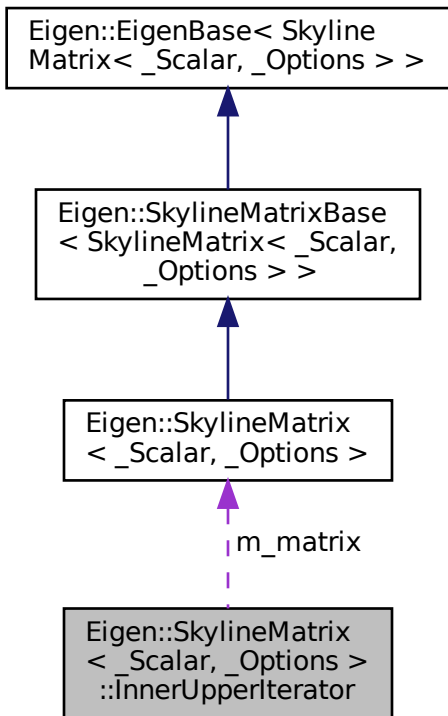 Eigen::EigenBase< Skyline
Matrix< _Scalar, _Options > >
Eigen::SkylineMatrixBase
< SkylineMatrix< _Scalar,
_Options > >
Eigen::SkylineMatrix
< _Scalar, _Options >
m_matrix
Eigen::SkylineMatrix
< _Scalar, _Options >
::InnerUpperIterator